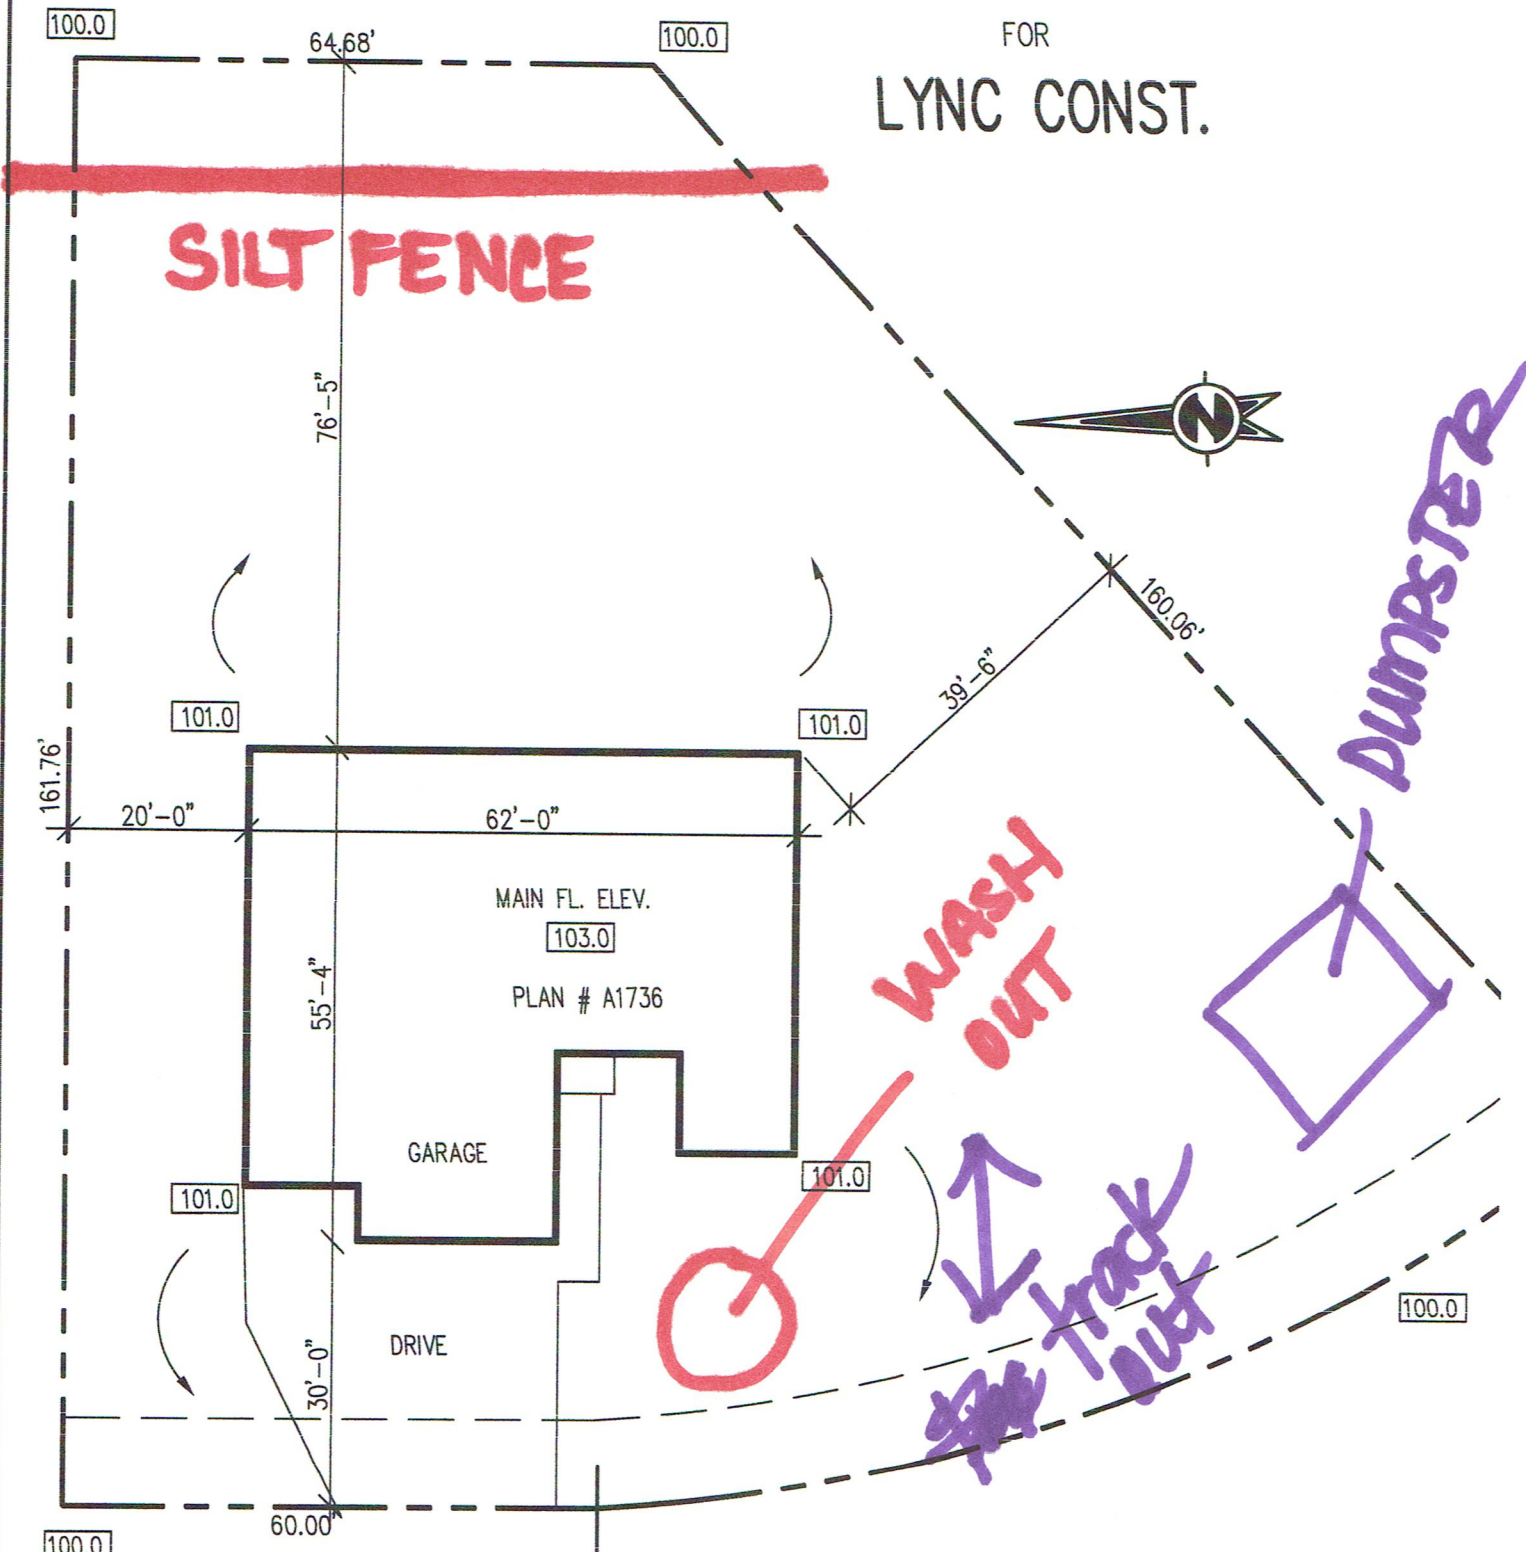 100.0
64.68'
100.0
FOR
LYNC CONST.
SILT FENCE
76'-5"
N
DUMPSTER
160.06'
39'-6"
101.0
101.0
161.76'
20'-0"
62'-0"
MAIN FL. ELEV.
103.0
PLAN # A1736
55'-4"
WASH
OUT
GARAGE
101.0
101.0
track
out
DRIVE
30'-0"
100.0
60.00'
100.0